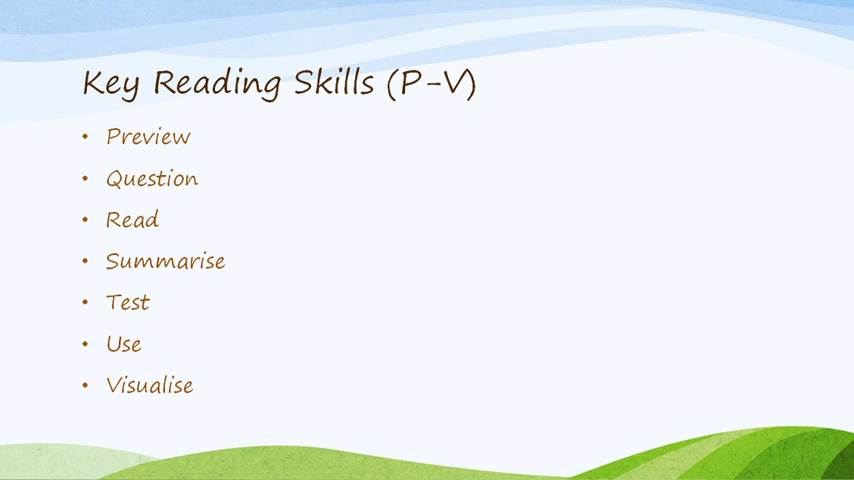 Key Reading Skills (P-V)
• Preview
• Question
• Read
• Summarise
• Test
• Use
• Visualise